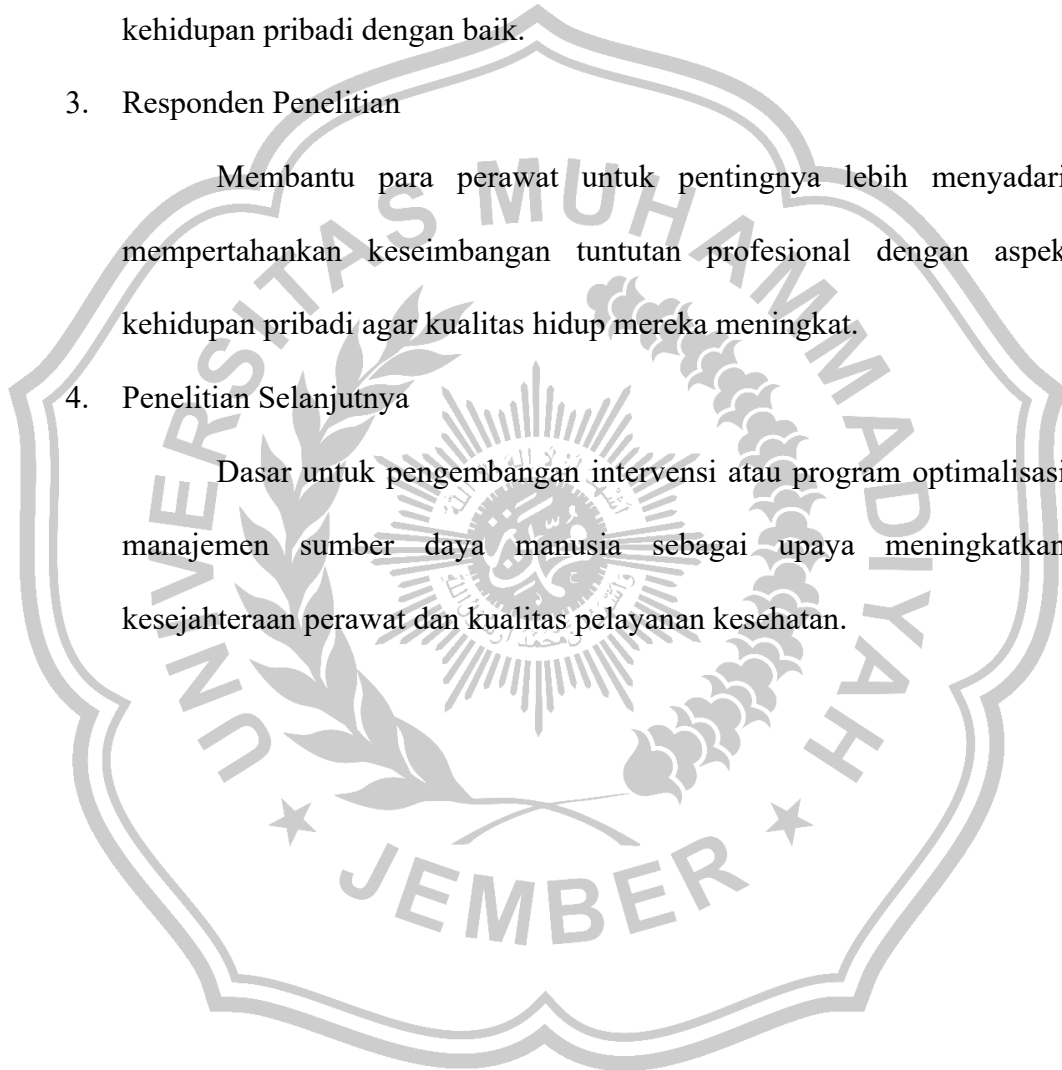 kehidupan pribadi dengan baik.
3. Responden Penelitian
Membantu para perawat untuk pentingnya lebih menyadari
mempertahankan keseimbangan tuntutan profesional dengan aspek
kehidupan pribadi agar kualitas hidup mereka meningkat.
4. Penelitian Selanjutnya
Dasar untuk pengembangan intervensi atau program optimalisasi
manajemen sumber daya manusia sebagai upaya meningkatkan
kesejahteraan perawat dan kualitas pelayanan kesehatan.
UNIVERSITAS MUHAMMADIYAH
JEMBER